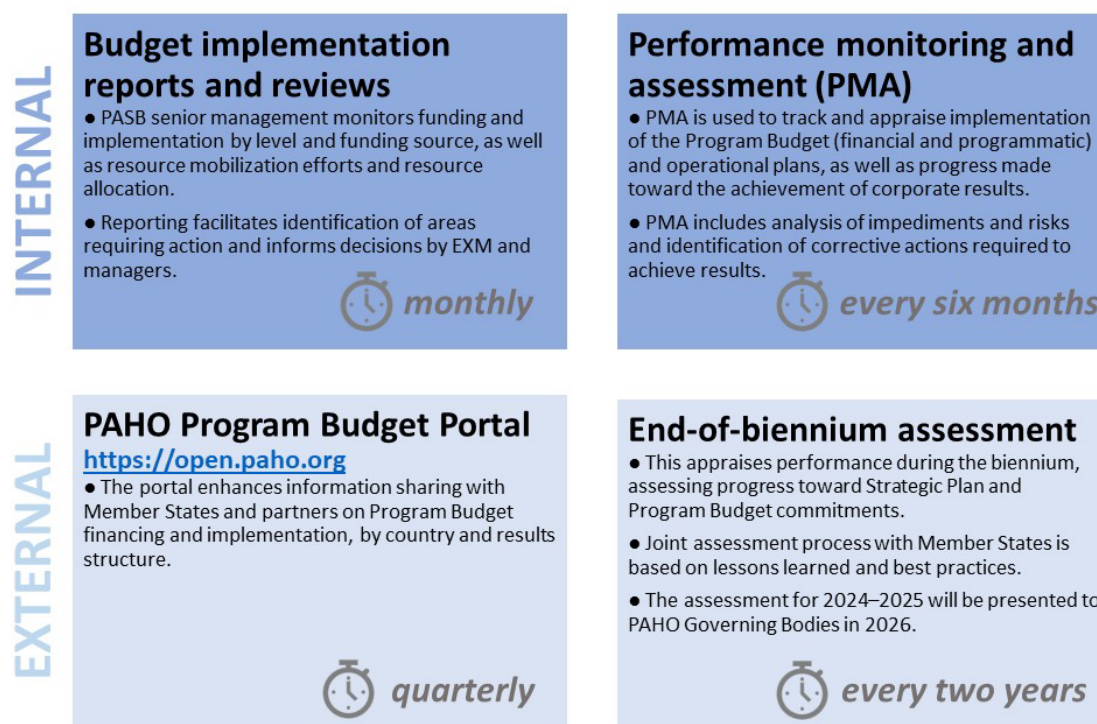 INTERNAL
Budget implementation
reports and reviews
● PASB senior management monitors funding and
implementation by level and funding source, as well
as resource mobilization efforts and resource
allocation.
● Reporting facilitates identification of areas
requiring action and informs decisions by EXM and
managers.
monthly
Performance monitoring and
assessment (PMA)
● PMA is used to track and appraise implementation
of the Program Budget (financial and programmatic)
and operational plans, as well as progress made
toward the achievement of corporate results.
● PMA includes analysis of impediments and risks
and identification of corrective actions required to
achieve results.
every six months
EXTERNAL
PAHO Program Budget Portal
https://open.paho.org
● The portal enhances information sharing with
Member States and partners on Program Budget
financing and implementation, by country and results
structure.
quarterly
End-of-biennium assessment
● This appraises performance during the biennium,
assessing progress toward Strategic Plan and
Program Budget commitments.
● Joint assessment process with Member States is
based on lessons learned and best practices.
● The assessment for 2024–2025 will be presented to
PAHO Governing Bodies in 2026.
every two years